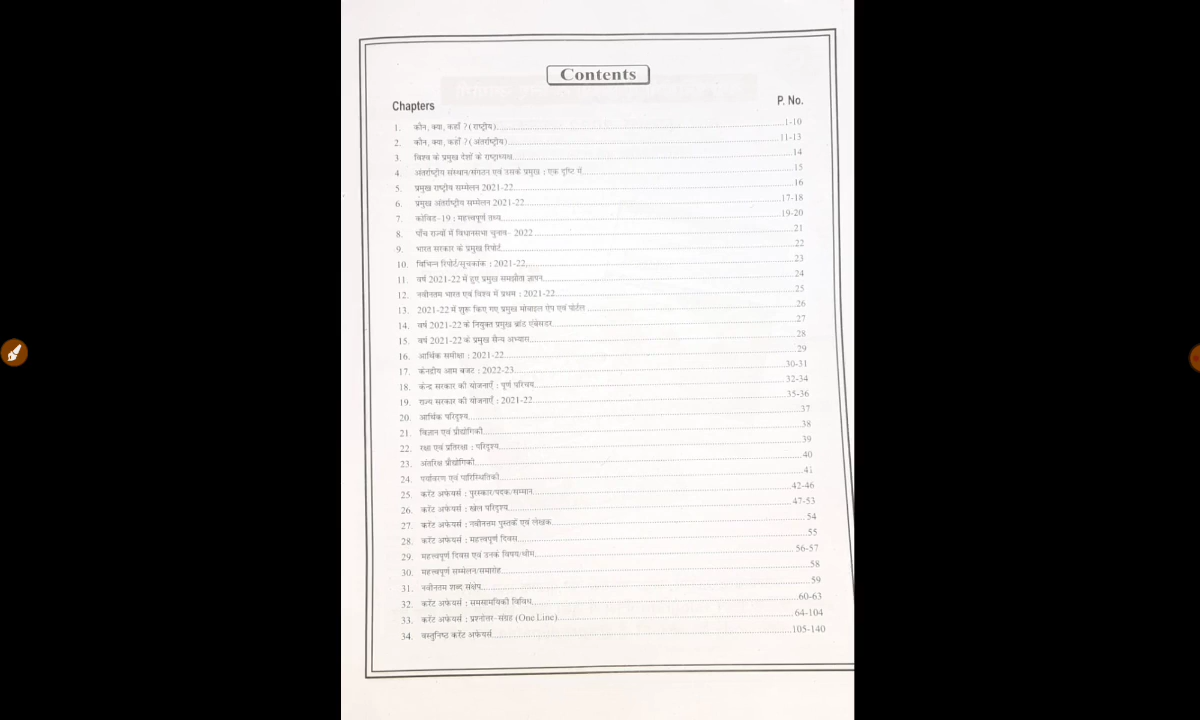 Contents
Chapters P. No.
1. कौन, क्या, कहाँ ? ( राष्ट्रीय)........1-10
2. कौन, क्या, कहाँ ? ( अंतर्राष्ट्रीय)........11-13
3. विश्व के प्रमुख देशों के राष्ट्राध्यक्ष........14
4. अंतर्राष्ट्रीय संस्थान/संगठन एवं उसके प्रमुख : एक दृष्टि में........15
5. प्रमुख राष्ट्रीय सम्मेलन 2021-22........16
6. प्रमुख अंतर्राष्ट्रीय सम्मेलन 2021-22........17-18
7. कोविड-19 : महत्त्वपूर्ण तथ्य........19-20
8. पाँच राज्यों में विधानसभा चुनाव- 2022........21
9. भारत सरकार के प्रमुख रिपोर्ट........22
10. विभिन्न रिपोर्ट/सूचकांक : 2021-22........23
11. वर्ष 2021-22 में हुए प्रमुख समझौता ज्ञापन........24
12. नवीनतम भारत एवं विश्व में प्रथम : 2021-22........25
13. 2021-22 में शुरू किए गए प्रमुख मोबाइल ऐप एवं पोर्टल........26
14. वर्ष 2021-22 के नियुक्त प्रमुख ब्रांड एंबेसडर........27
15. वर्ष 2021-22 के प्रमुख सैन्य अभ्यास........28
16. आर्थिक समीक्षा : 2021-22........29
17. केन्द्रीय आम बजट : 2022-23........30-31
18. केन्द्र सरकार की योजनाएँ : पूर्ण परिचय........32-34
19. राज्य सरकार की योजनाएँ : 2021-22........35-36
20. आर्थिक परिदृश्य........37
21. विज्ञान एवं प्रौद्योगिकी........38
22. रक्षा एवं प्रतिरक्षा : परिदृश्य........39
23. अंतरिक्ष प्रौद्योगिकी........40
24. पर्यावरण एवं पारिस्थितिकी........41
25. करेंट अफेयर्स : पुरस्कार/पदक/सम्मान........42-46
26. करेंट अफेयर्स : खेल परिदृश्य........47-53
27. करेंट अफेयर्स : नवीनतम पुस्तकें एवं लेखक........54
28. करेंट अफेयर्स : महत्त्वपूर्ण दिवस........55
29. महत्त्वपूर्ण दिवस एवं उनके विषय/थीम........56-57
30. महत्त्वपूर्ण सम्मेलन/समारोह........58
31. नवीनतम शब्द संक्षेप........59
32. करेंट अफेयर्स : समसामयिकी विविध........60-63
33. करेंट अफेयर्स : प्रश्नोत्तर-संग्रह (One Line)........64-104
34. वस्तुनिष्ठ करेंट अफेयर्स........105-140